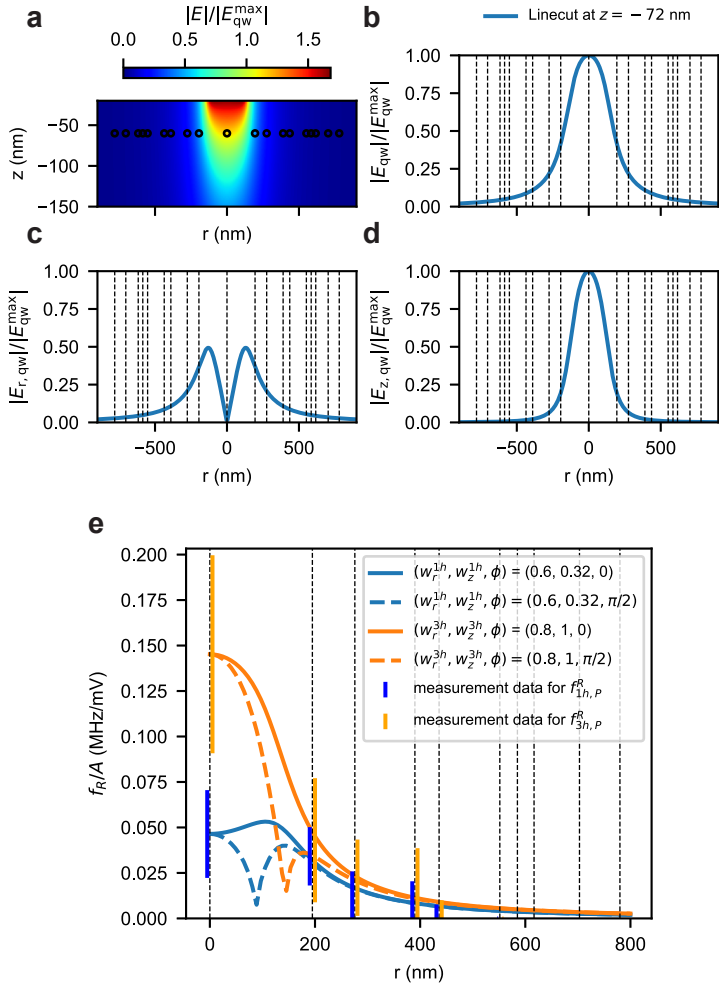 a
|E|/|E_qw^max|
0.0 0.5 1.0 1.5
z (nm)
−50
−100
−150
r (nm)
Linecut at z = − 72 nm
b
|E_qw|/|E_qw^max|
1.00
0.75
0.50
0.25
0.00
c
|E_r, qw|/|E_qw^max|
1.00
0.75
0.50
0.25
0.00
−500 0 500
r (nm)
d
|E_z, qw|/|E_qw^max|
1.00
0.75
0.50
0.25
0.00
−500 0 500
r (nm)
e
f_R/A (MHz/mV)
0.200
0.175
0.150
0.125
0.100
0.075
0.050
0.025
0.000
(w_r^1h, w_z^1h, ϕ) = (0.6, 0.32, 0)
(w_r^1h, w_z^1h, ϕ) = (0.6, 0.32, π/2)
(w_r^3h, w_z^3h, ϕ) = (0.8, 1, 0)
(w_r^3h, w_z^3h, ϕ) = (0.8, 1, π/2)
measurement data for f_1h, P^R
measurement data for f_3h, P^R
0 200 400 600 800
r (nm)